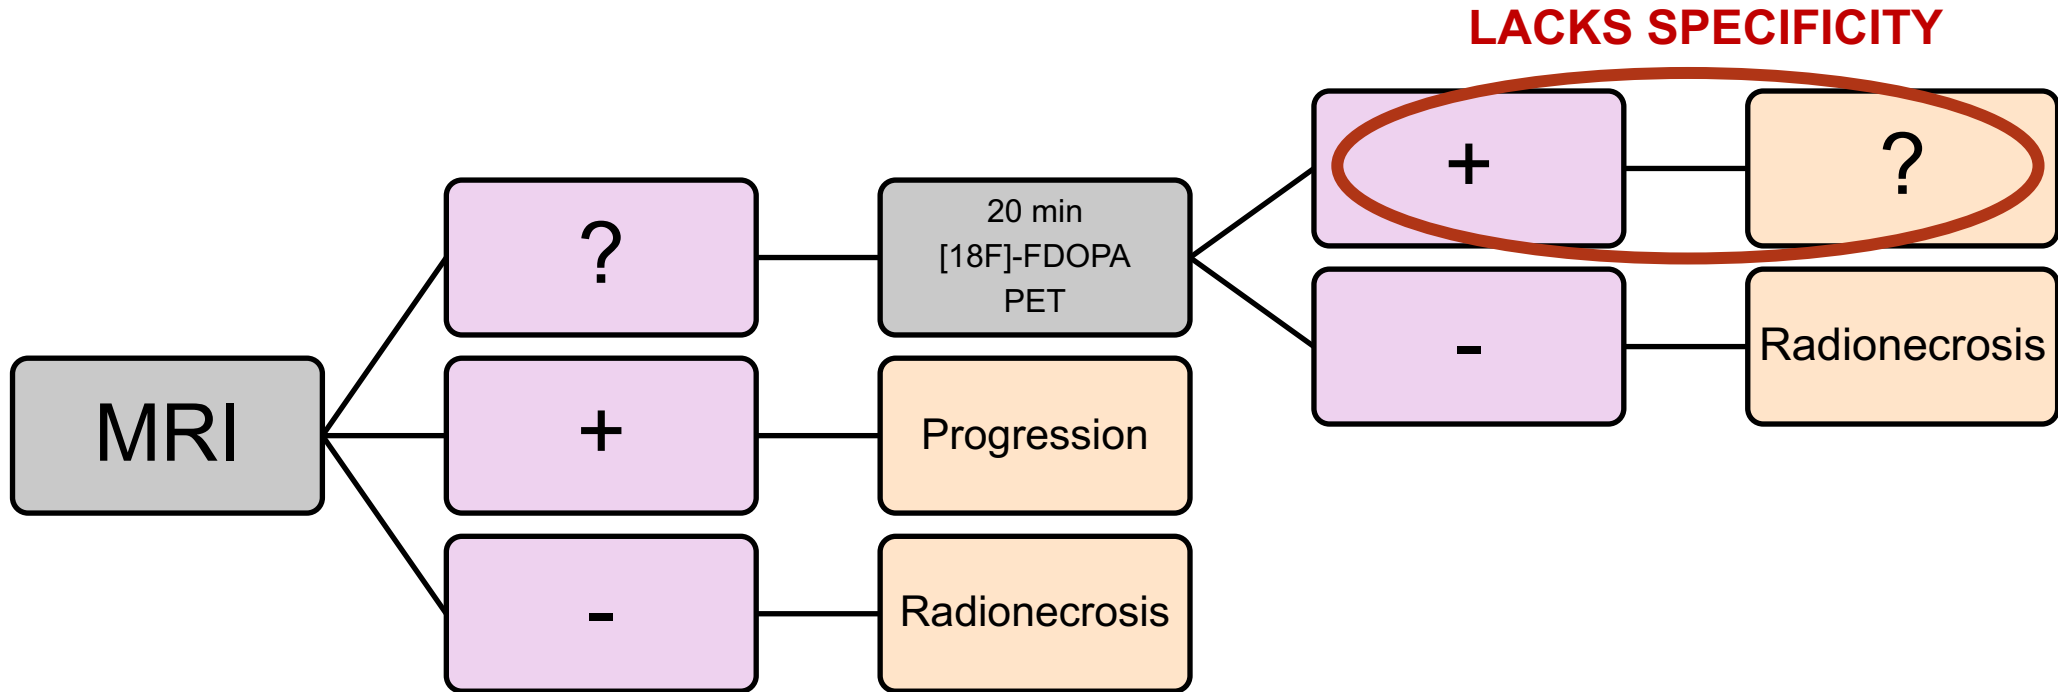 LACKS SPECIFICITY
+
?
?
20 min
[18F]-FDOPA
PET
-
Radionecrosis
MRI
+
Progression
-
Radionecrosis